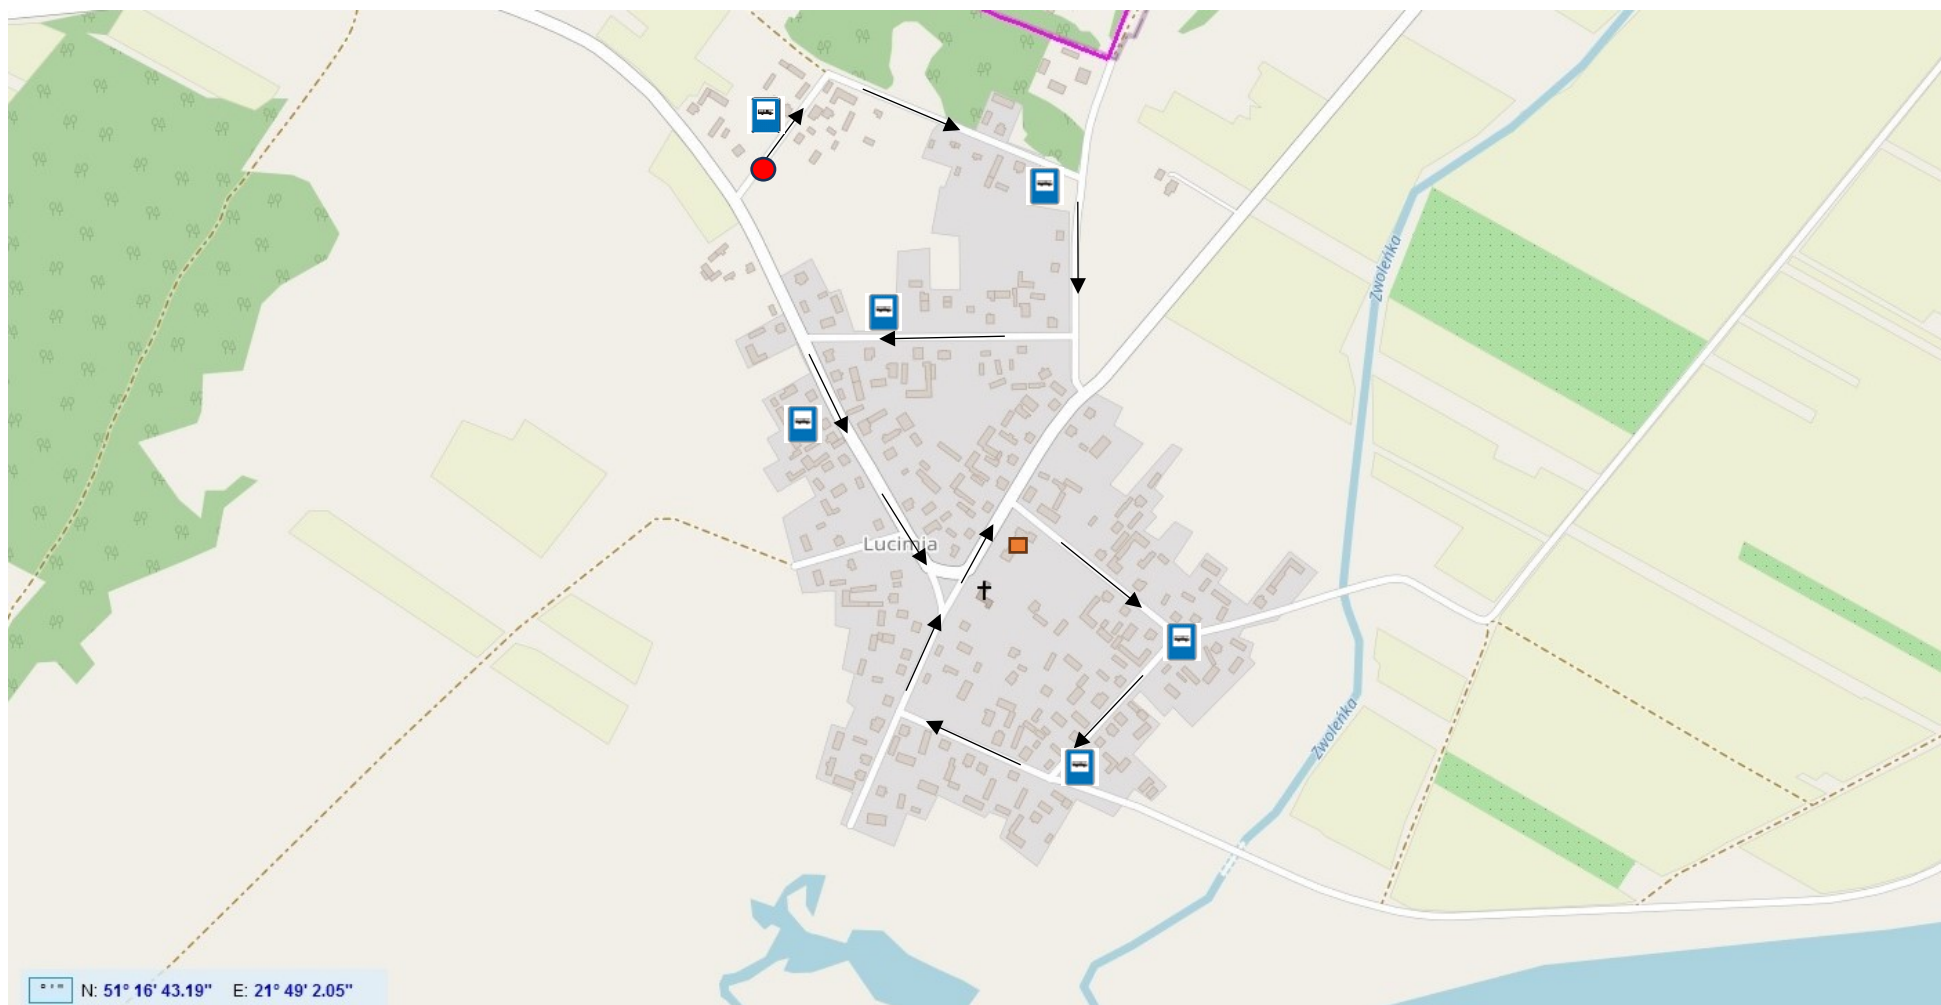 Zwoleńka
Lucimia
Zwoleńka
° ' "
N: 51° 16' 43.19" E: 21° 49' 2.05"